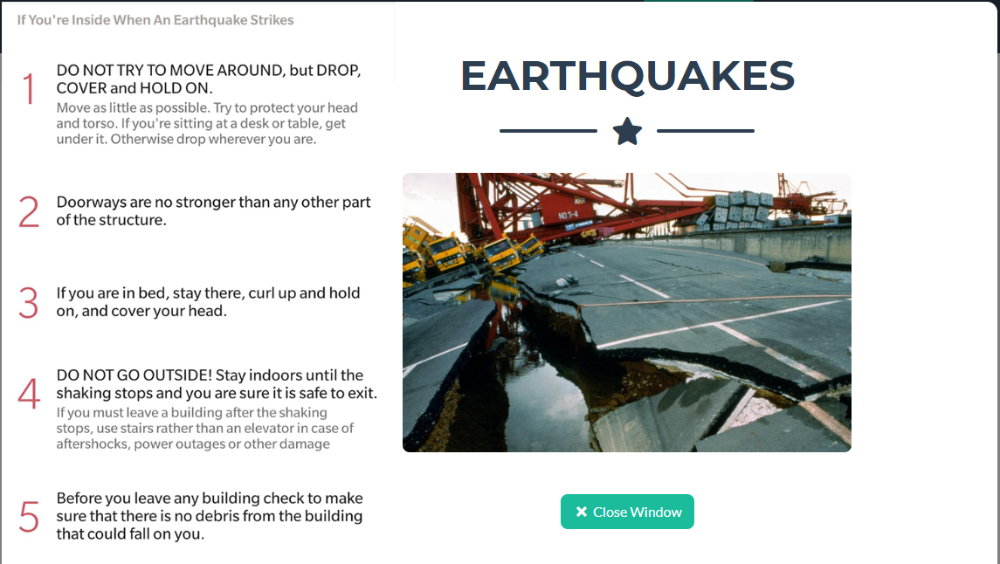 If You're Inside When An Earthquake Strikes
1
DO NOT TRY TO MOVE AROUND, but DROP,
COVER and HOLD ON.
Move as little as possible. Try to protect your head
and torso. If you're sitting at a desk or table, get
under it. Otherwise drop wherever you are.
2
Doorways are no stronger than any other part
of the structure.
3
If you are in bed, stay there, curl up and hold
on, and cover your head.
4
DO NOT GO OUTSIDE! Stay indoors until the
shaking stops and you are sure it is safe to exit.
If you must leave a building after the shaking
stops, use stairs rather than an elevator in case of
aftershocks, power outages or other damage
5
Before you leave any building check to make
sure that there is no debris from the building
that could fall on you.
EARTHQUAKES
NO.3-4
Close Window